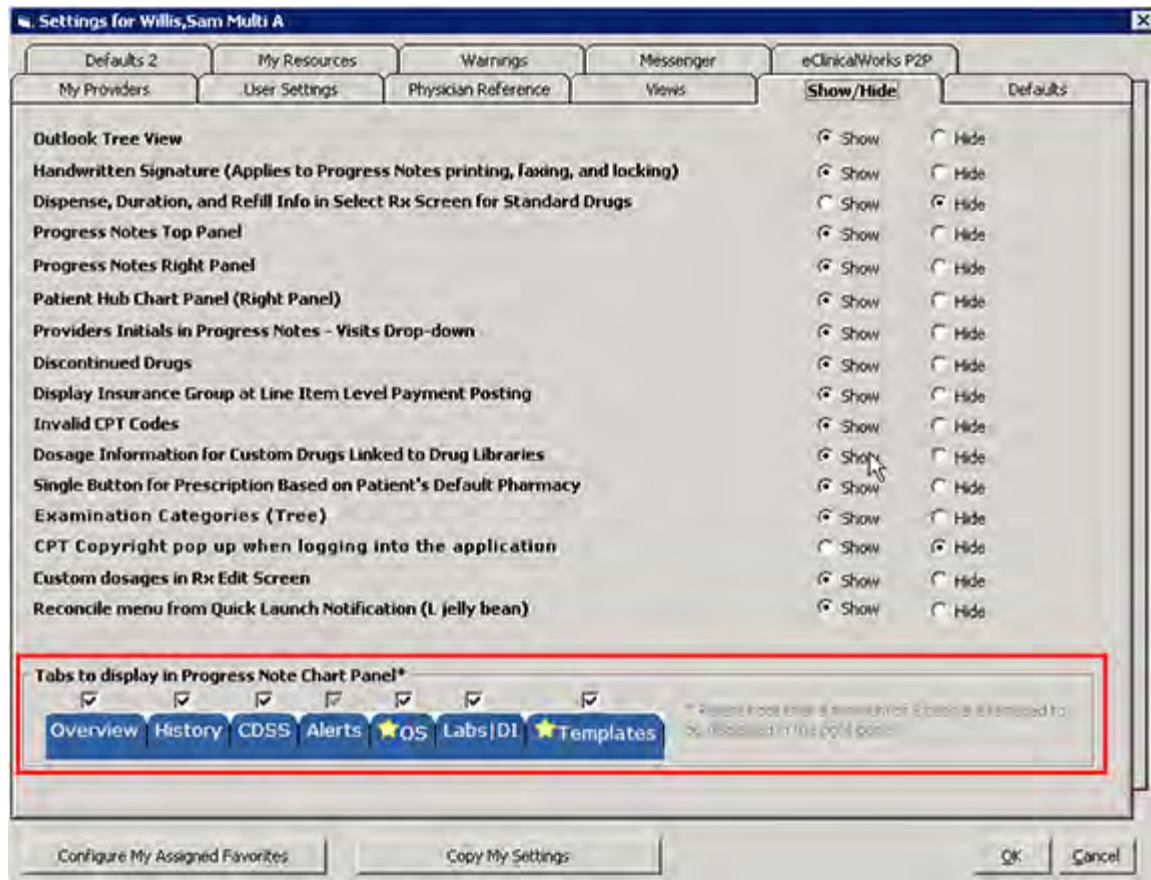 Settings for Willis,Sam Multi A
Defaults 2 My Resources Warnings Messenger eClinicalWorks P2P
My Providers User Settings Physician Reference Views Show/Hide Defaults
Outlook Tree View Show Hide
Handwritten Signature (Applies to Progress Notes printing, faxing, and locking) Show Hide
Dispense, Duration, and Refill Info in Select Rx Screen for Standard Drugs Show Hide
Progress Notes Top Panel Show Hide
Progress Notes Right Panel Show Hide
Patient Hub Chart Panel (Right Panel) Show Hide
Providers Initials in Progress Notes - Visits Drop-down Show Hide
Discontinued Drugs Show Hide
Display Insurance Group at Line Item Level Payment Posting Show Hide
Invalid CPT Codes Show Hide
Dosage Information for Custom Drugs Linked to Drug Libraries Show Hide
Single Button for Prescription Based on Patient's Default Pharmacy Show Hide
Examination Categories (Tree) Show Hide
CPT Copyright pop up when logging into the application Show Hide
Custom dosages in Rx Edit Screen Show Hide
Reconcile menu from Quick Launch Notification (L jelly bean) Show Hide
Tabs to display in Progress Note Chart Panel*
Overview History CDSS Alerts OS Labs|DI Templates
Configure My Assigned Favorites Copy My Settings OK Cancel